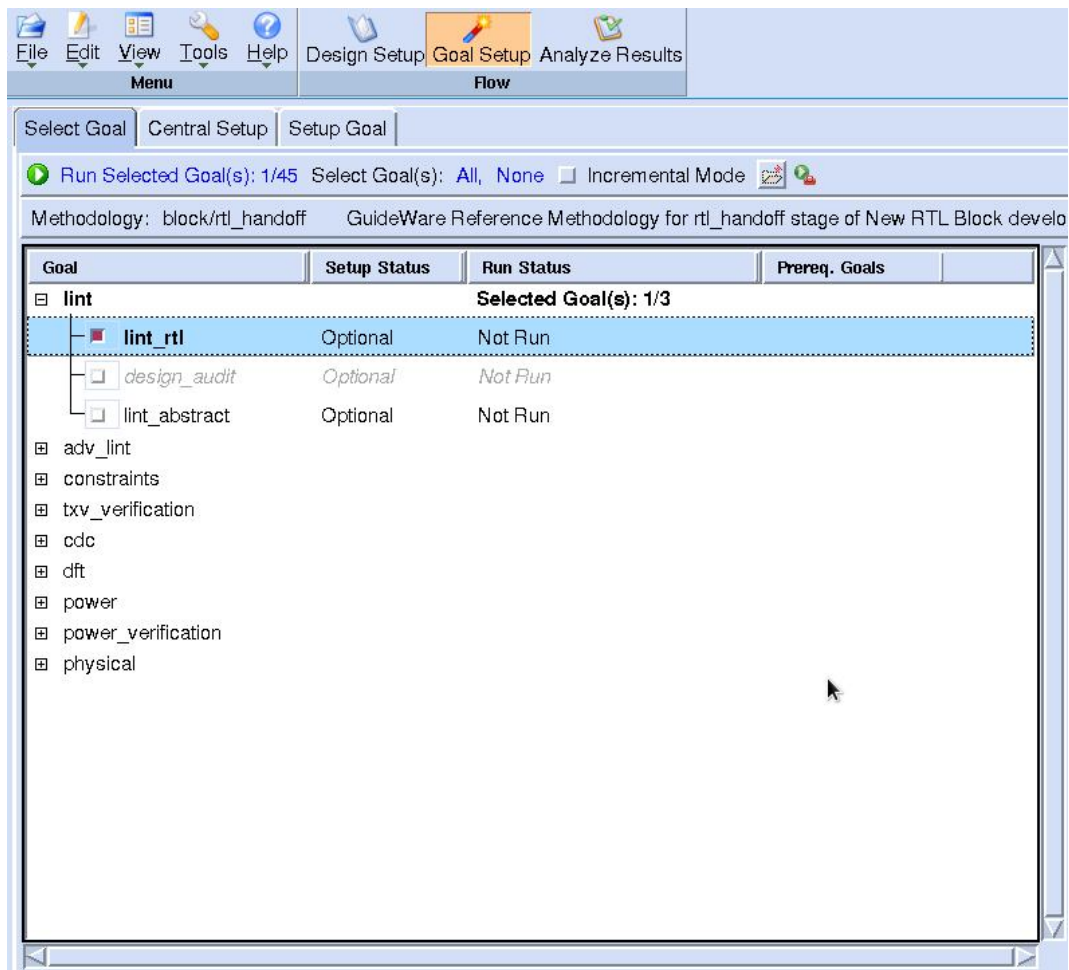 File Edit View Tools Help Design Setup Goal Setup Analyze Results
Menu Flow
Select Goal Central Setup Setup Goal
Run Selected Goal(s): 1/45 Select Goal(s): All, None Incremental Mode
Methodology: block/rtl_handoff GuideWare Reference Methodology for rtl_handoff stage of New RTL Block develo
Goal Setup Status Run Status Prereq. Goals
lint Selected Goal(s): 1/3
lint_rtl Optional Not Run
design_audit Optional Not Run
lint_abstract Optional Not Run
adv_lint
constraints
txv_verification
cdc
dft
power
power_verification
physical